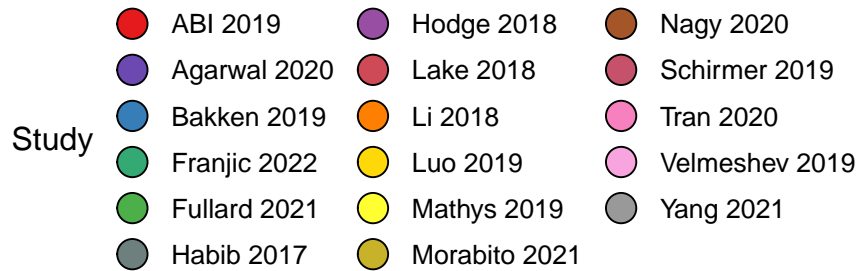 Study
ABI 2019
Agarwal 2020
Bakken 2019
Franjic 2022
Fullard 2021
Habib 2017
Hodge 2018
Lake 2018
Li 2018
Luo 2019
Mathys 2019
Morabito 2021
Nagy 2020
Schirmer 2019
Tran 2020
Velmeshev 2019
Yang 2021